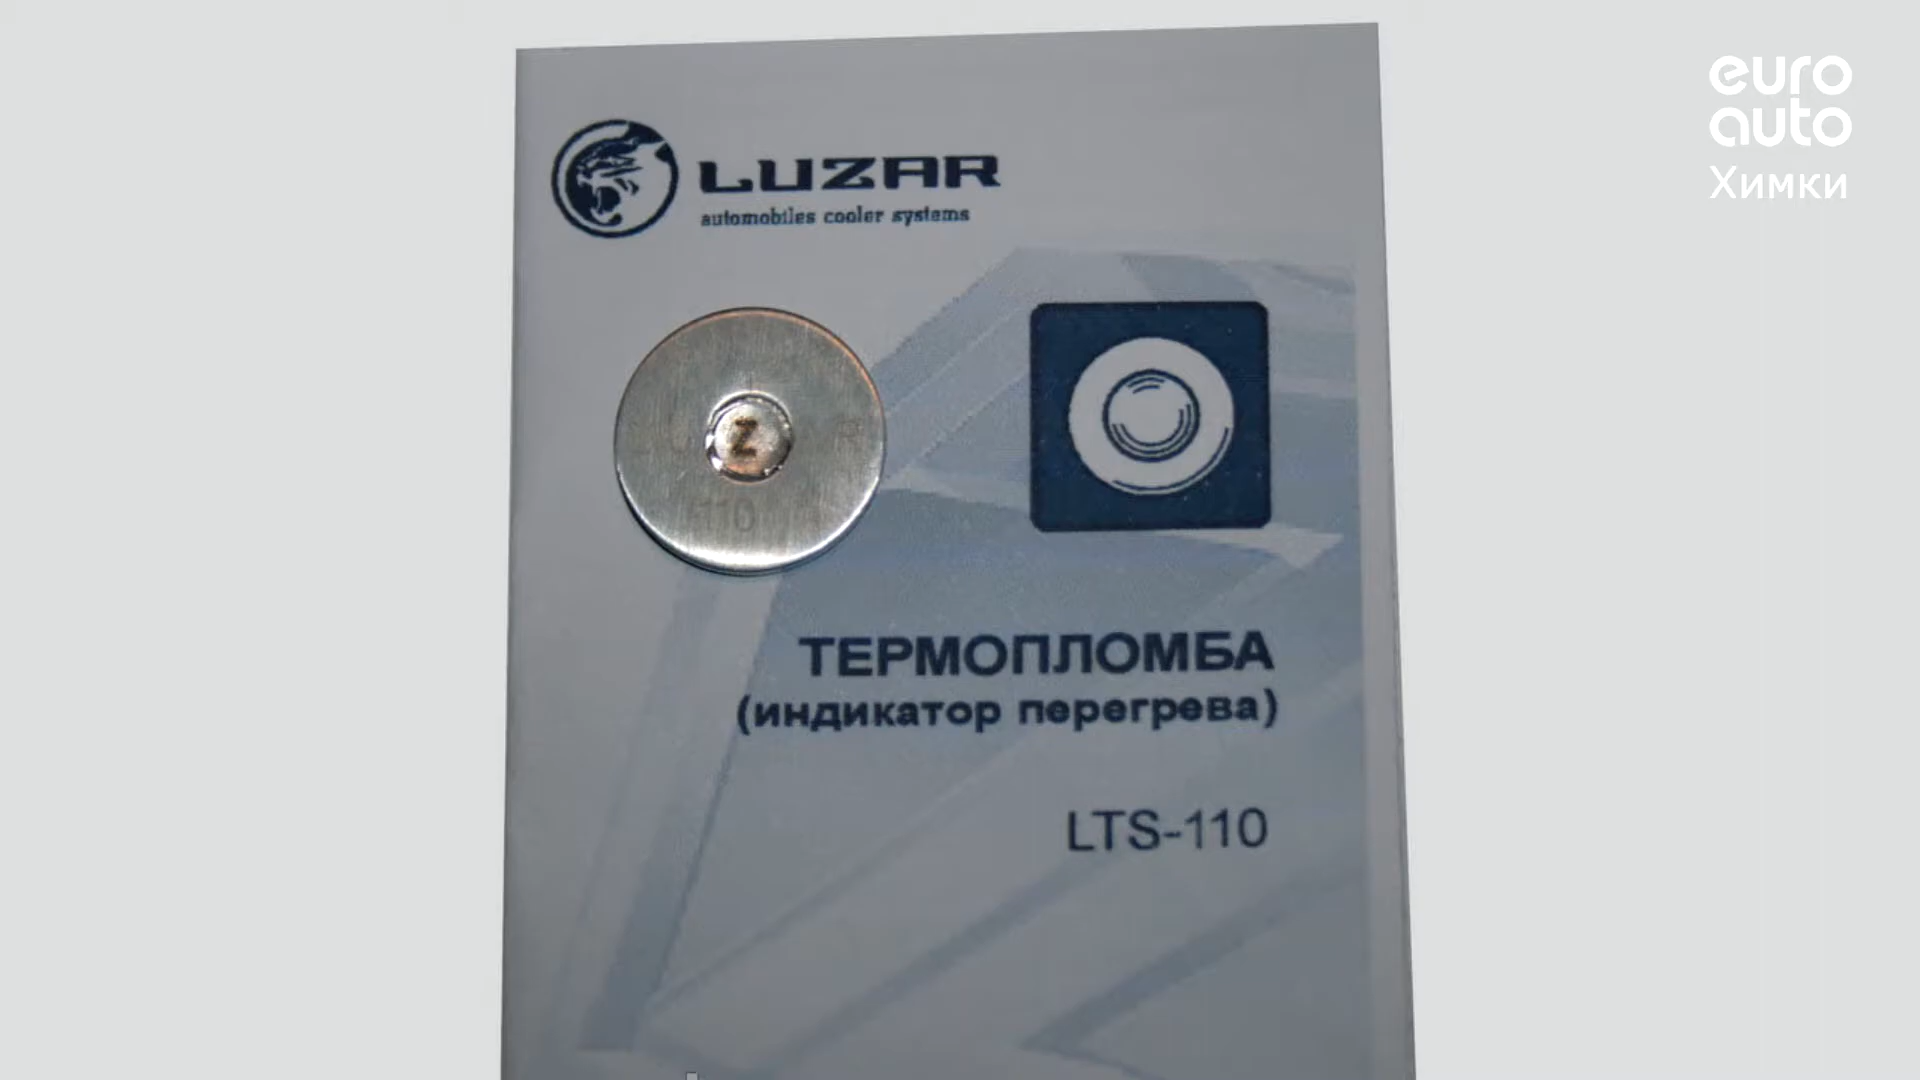 euro
auto
Химки
LUZAR
automobiles cooler systems
Z
110
ТЕРМОПЛОМБА
(индикатор перегрева)
LTS-110